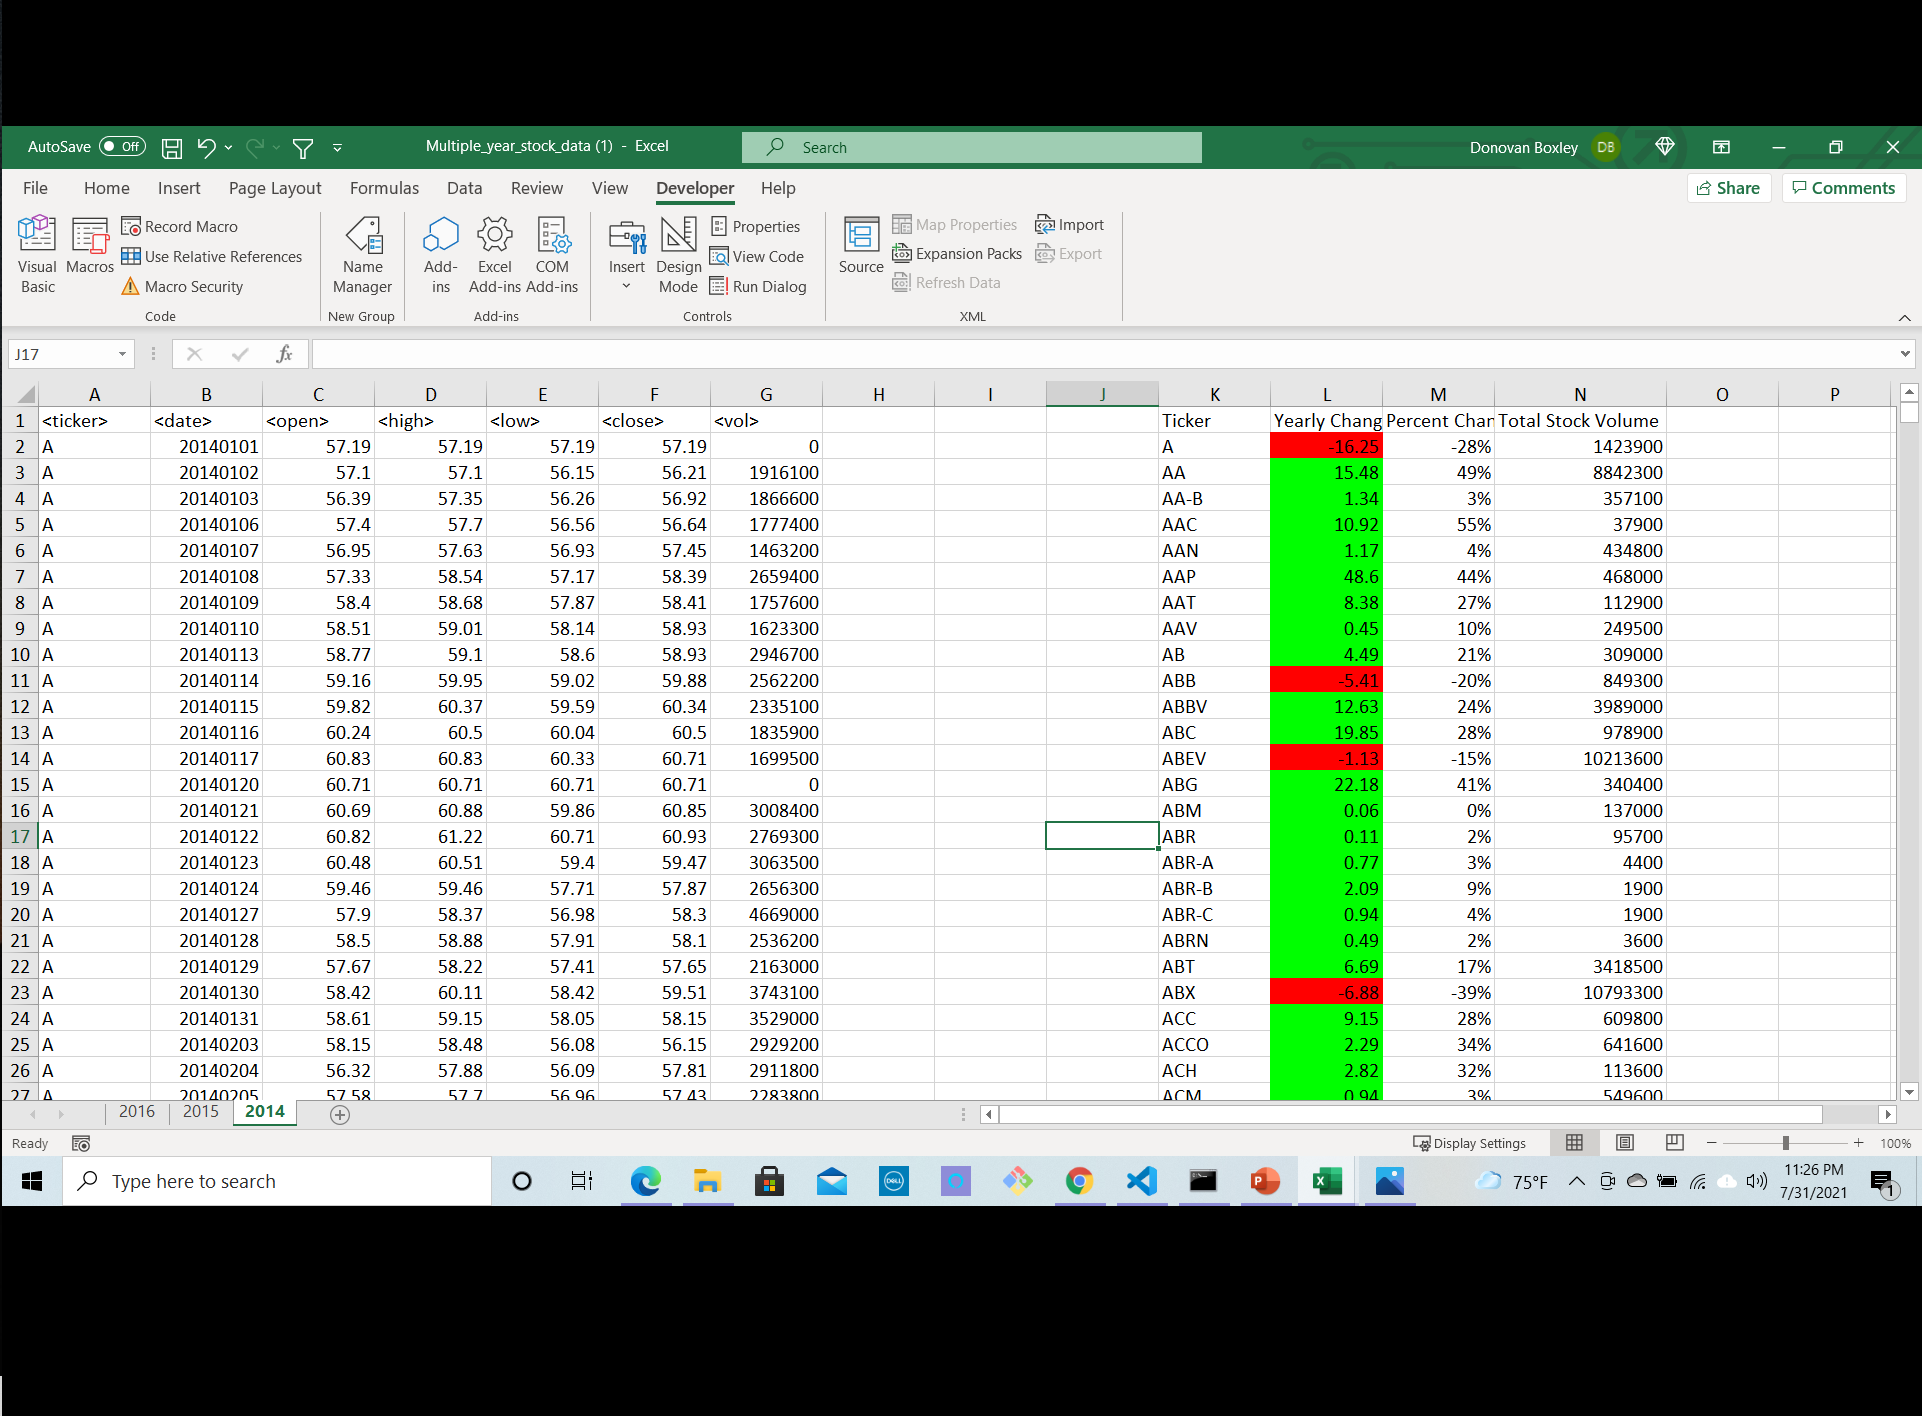 AutoSave Off Multiple_year_stock_data (1) - Excel Search Donovan Boxley DB
File Home Insert Page Layout Formulas Data Review View Developer Help Share Comments
Visual Basic Macros Record Macro Use Relative References Macro Security Name Manager Add-ins Excel Add-ins COM Add-ins Insert Design Mode Properties View Code Run Dialog Source Map Properties Expansion Packs Refresh Data Import Export
Code New Group Add-ins Controls XML
J17 fx
A B C D E F G H I J K L M N O P
1 <ticker> <date> <open> <high> <low> <close> <vol> Ticker Yearly Chang Percent Chan Total Stock Volume
2 A 20140101 57.19 57.19 57.19 57.19 0 A -16.25 -28% 1423900
3 A 20140102 57.1 57.1 56.15 56.21 1916100 AA 15.48 49% 8842300
4 A 20140103 56.39 57.35 56.26 56.92 1866600 AA-B 1.34 3% 357100
5 A 20140106 57.4 57.7 56.56 56.64 1777400 AAC 10.92 55% 37900
6 A 20140107 56.95 57.63 56.93 57.45 1463200 AAN 1.17 4% 434800
7 A 20140108 57.33 58.54 57.17 58.39 2659400 AAP 48.6 44% 468000
8 A 20140109 58.4 58.68 57.87 58.41 1757600 AAT 8.38 27% 112900
9 A 20140110 58.51 59.01 58.14 58.93 1623300 AAV 0.45 10% 249500
10 A 20140113 58.77 59.1 58.6 58.93 2946700 AB 4.49 21% 309000
11 A 20140114 59.16 59.95 59.02 59.88 2562200 ABB -5.41 -20% 849300
12 A 20140115 59.82 60.37 59.59 60.34 2335100 ABBV 12.63 24% 3989000
13 A 20140116 60.24 60.5 60.04 60.5 1835900 ABC 19.85 28% 978900
14 A 20140117 60.83 60.83 60.33 60.71 1699500 ABEV -1.13 -15% 10213600
15 A 20140120 60.71 60.71 60.71 60.71 0 ABG 22.18 41% 340400
16 A 20140121 60.69 60.88 59.86 60.85 3008400 ABM 0.06 0% 137000
17 A 20140122 60.82 61.22 60.71 60.93 2769300 ABR 0.11 2% 95700
18 A 20140123 60.48 60.51 59.4 59.47 3063500 ABR-A 0.77 3% 4400
19 A 20140124 59.46 59.46 57.71 57.87 2656300 ABR-B 2.09 9% 1900
20 A 20140127 57.9 58.37 56.98 58.3 4669000 ABR-C 0.94 4% 1900
21 A 20140128 58.5 58.88 57.91 58.1 2536200 ABRN 0.49 2% 3600
22 A 20140129 57.67 58.22 57.41 57.65 2163000 ABT 6.69 17% 3418500
23 A 20140130 58.42 60.11 58.42 59.51 3743100 ABX -6.88 -39% 10793300
24 A 20140131 58.61 59.15 58.05 58.15 3529000 ACC 9.15 28% 609800
25 A 20140203 58.15 58.48 56.08 56.15 2929200 ACCO 2.29 34% 641600
26 A 20140204 56.32 57.88 56.09 57.81 2911800 ACH 2.82 32% 113600
27 A 20140205 57.58 57.7 56.96 57.43 2283800 ACM 0.94 3% 549600
2016 2015 2014
Ready Display Settings 100%
Type here to search DELL 75°F 11:26 PM
7/31/2021 1